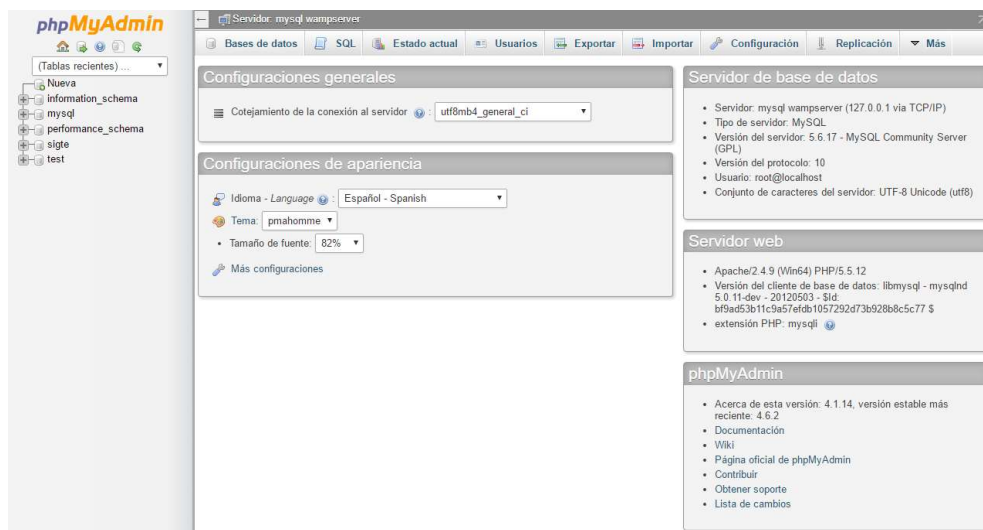 phpMyAdmin
(Tablas recientes) ...
Nueva
information_schema
mysql
performance_schema
sigte
test
Servidor: mysql wampserver
Bases de datos
SQL
Estado actual
Usuarios
Exportar
Importar
Configuración
Replicación
Más
Configuraciones generales
Cotejamiento de la conexión al servidor : utf8mb4_general_ci
Configuraciones de apariencia
Idioma - Language : Español - Spanish
Tema: pmahomme
• Tamaño de fuente: 82%
Más configuraciones
Servidor de base de datos
• Servidor: mysql wampserver (127.0.0.1 via TCP/IP)
• Tipo de servidor: MySQL
• Versión del servidor: 5.6.17 - MySQL Community Server
(GPL)
• Versión del protocolo: 10
• Usuario: root@localhost
• Conjunto de caracteres del servidor: UTF-8 Unicode (utf8)
Servidor web
• Apache/2.4.9 (Win64) PHP/5.5.12
• Versión del cliente de base de datos: libmysql - mysqlnd
5.0.11-dev - 20120503 - $Id:
bf9ad53b11c9a57efdb1057292d73b928b8c5c77 $
• extensión PHP: mysqli
phpMyAdmin
• Acerca de esta versión: 4.1.14, versión estable más
reciente: 4.6.2
• Documentación
• Wiki
• Página oficial de phpMyAdmin
• Contribuir
• Obtener soporte
• Lista de cambios